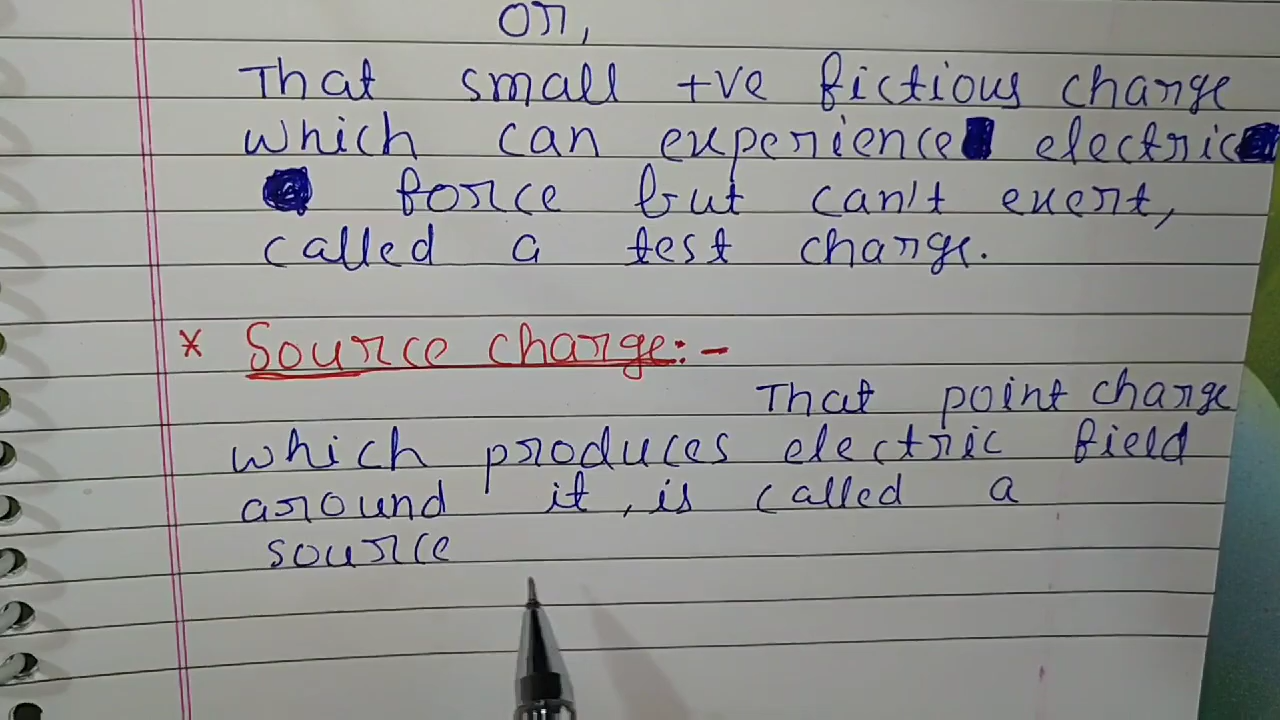 or,
That small +ve fictious charge
which can experience electric
force but can't exert,
called a test charge.
* Source charge:-
That point charge
which produces electric field
around it, is called a
source